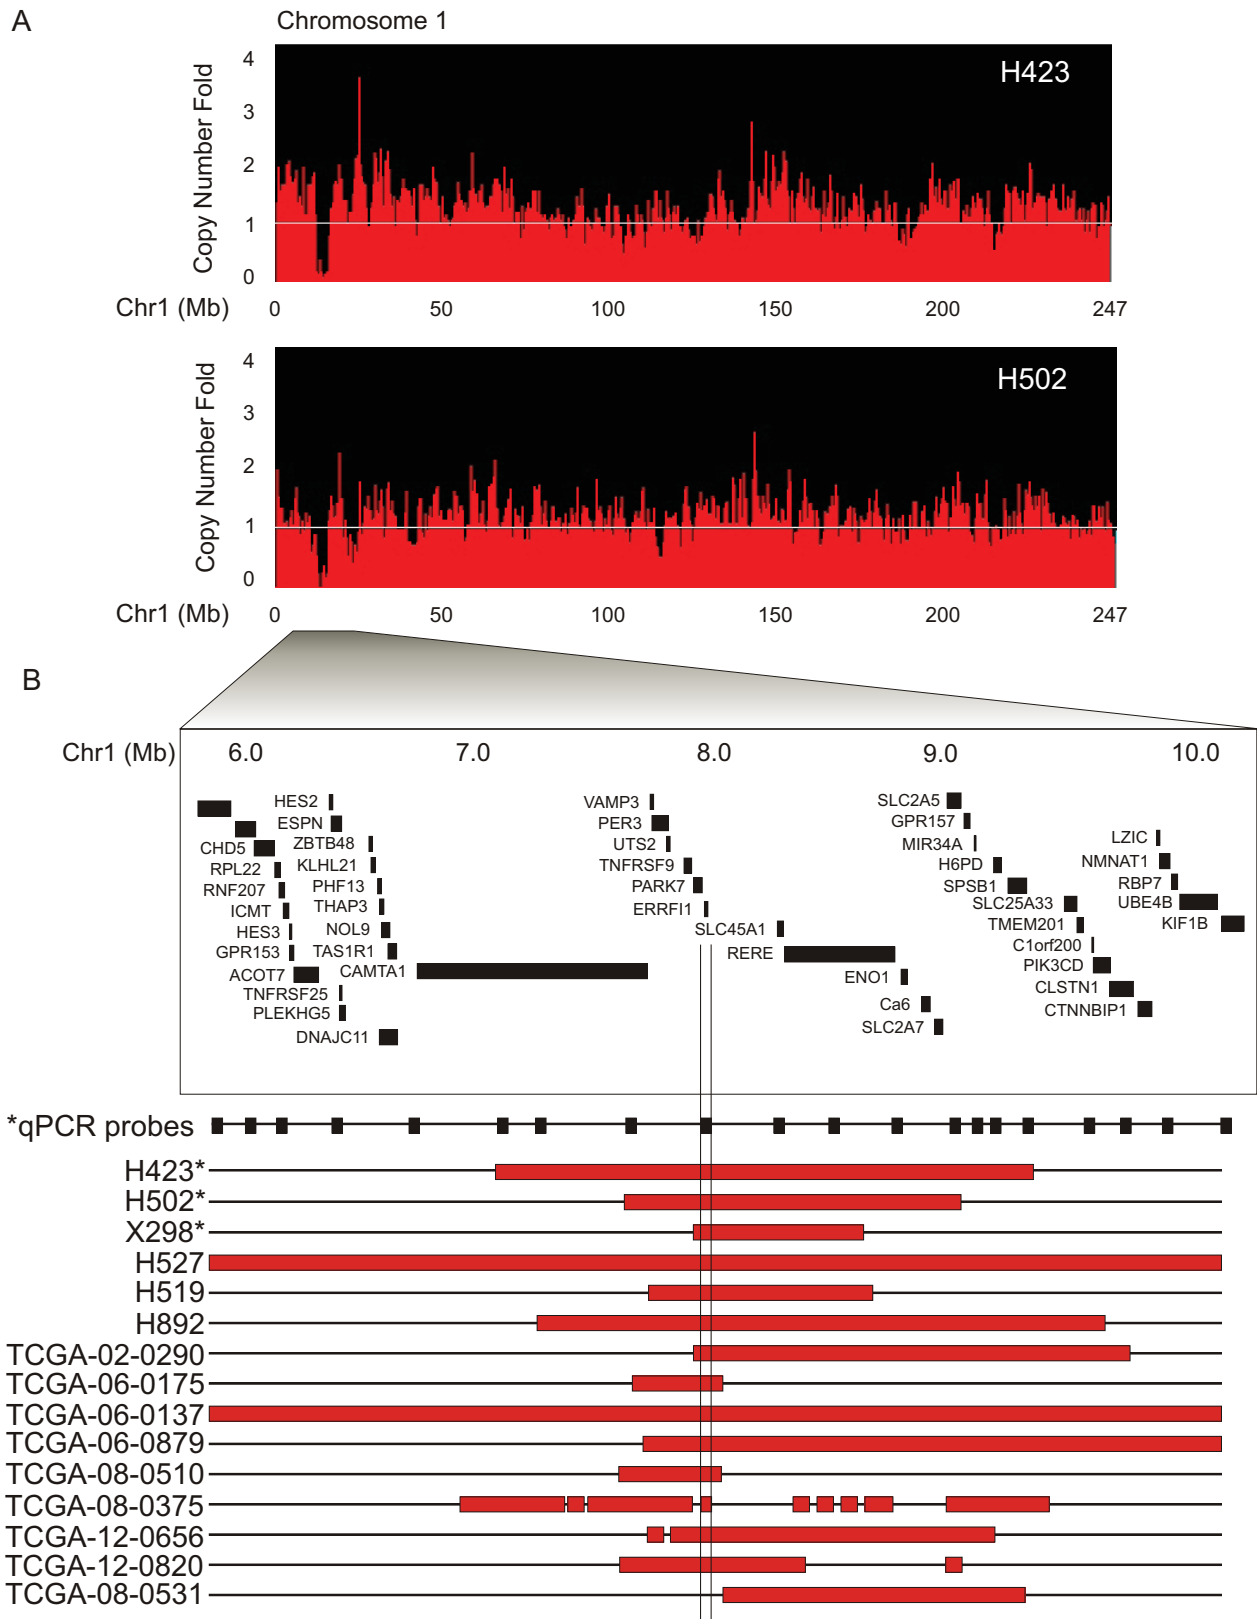 A
Chromosome 1
H423
Copy Number Fold
4
3
2
1
0
Chr1 (Mb) 0 50 100 150 200 247
H502
Copy Number Fold
4
3
2
1
0
Chr1 (Mb) 0 50 100 150 200 247
B
Chr1 (Mb) 6.0 7.0 8.0 9.0 10.0
CHD5
RPL22
RNF207
ICMT
HES3
GPR153
ACOT7
TNFRSF25
PLEKHG5
DNAJC11
HES2
ESPN
ZBTB48
KLHL21
PHF13
THAP3
NOL9
TAS1R1
CAMTA1
VAMP3
PER3
UTS2
TNFRSF9
PARK7
ERRFI1
SLC45A1
RERE
ENO1
Ca6
SLC2A7
SLC2A5
GPR157
MIR34A
H6PD
SPSB1
SLC25A33
TMEM201
C1orf200
PIK3CD
CLSTN1
CTNNBIP1
LZIC
NMNAT1
RBP7
UBE4B
KIF1B
*qPCR probes
H423*
H502*
X298*
H527
H519
H892
TCGA-02-0290
TCGA-06-0175
TCGA-06-0137
TCGA-06-0879
TCGA-08-0510
TCGA-08-0375
TCGA-12-0656
TCGA-12-0820
TCGA-08-0531